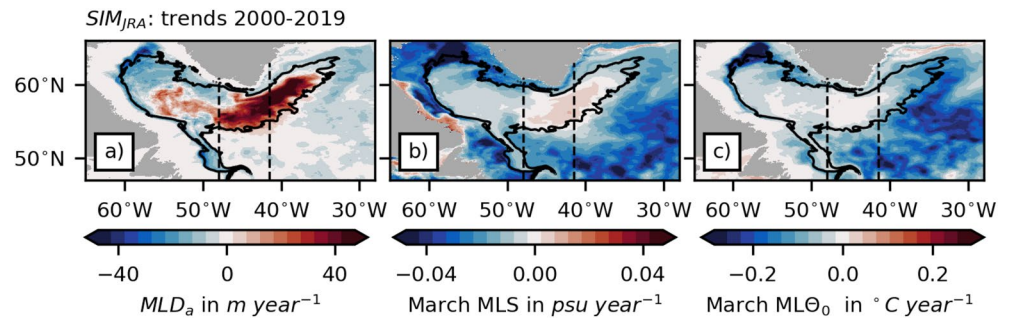 SIM_JRA: trends 2000-2019
60°N
50°N
a)
b)
c)
60°W 50°W 40°W 30°W
60°W 50°W 40°W 30°W
60°W 50°W 40°W 30°W
−40 0 40
−0.04 0.00 0.04
−0.2 0.0 0.2
MLD_a in m year⁻¹
March MLS in psu year⁻¹
March MLΘ₀ in °C year⁻¹